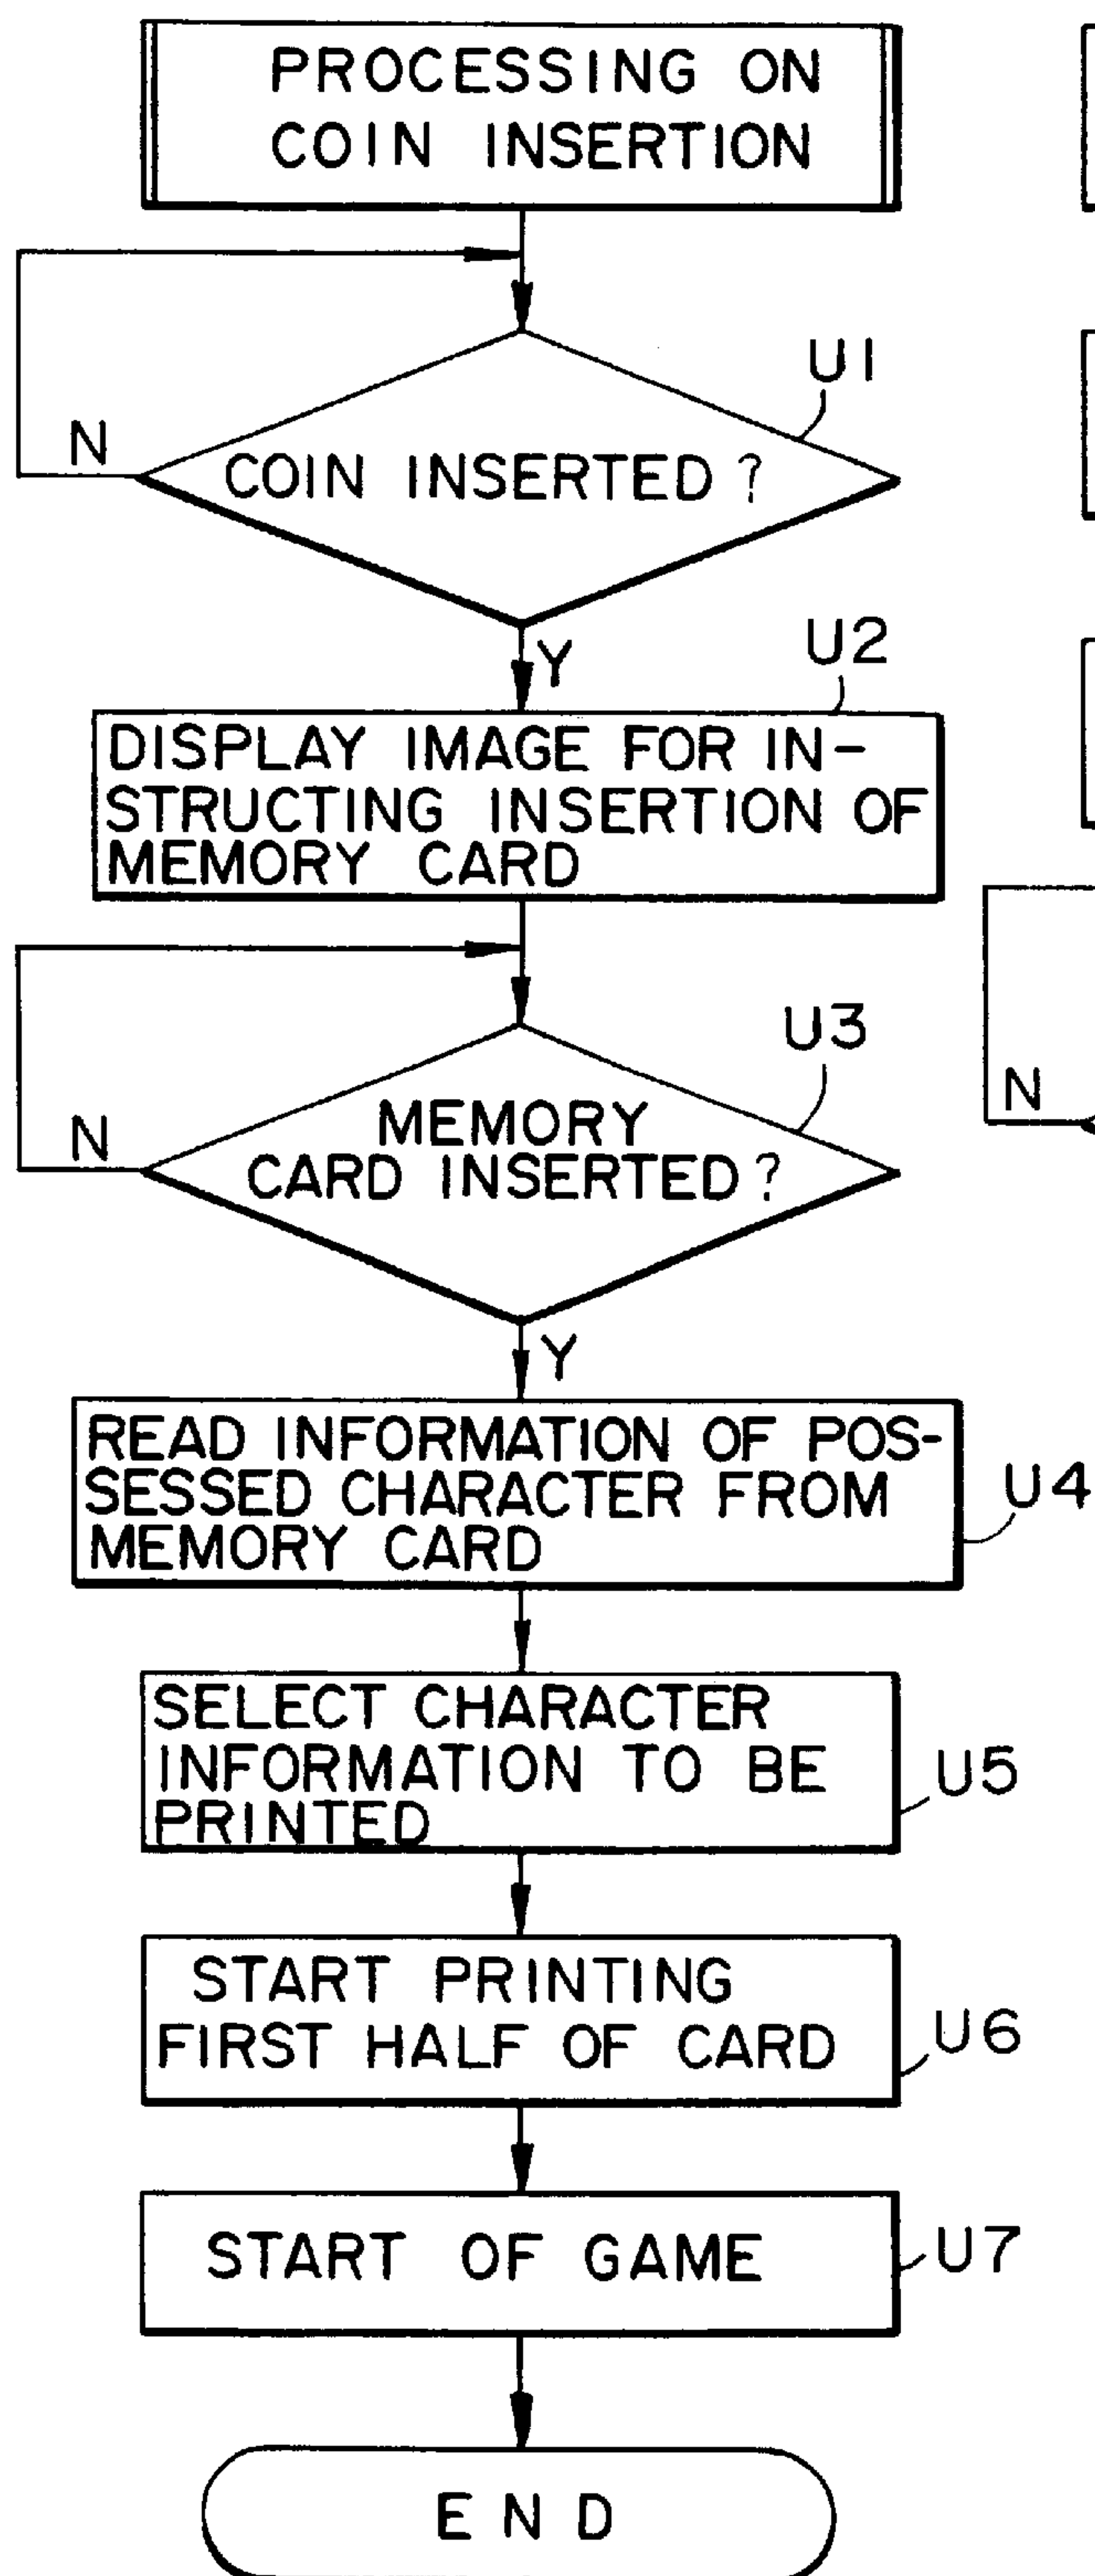 PROCESSING ON
COIN INSERTION
U1
N
COIN INSERTED ?
Y
U2
DISPLAY IMAGE FOR IN-
STRUCTING INSERTION OF
MEMORY CARD
U3
N
MEMORY
CARD INSERTED ?
N
Y
READ INFORMATION OF POS-
SESSED CHARACTER FROM
MEMORY CARD
U4
SELECT CHARACTER
INFORMATION TO BE
PRINTED
U5
START PRINTING
FIRST HALF OF CARD
U6
START OF GAME
U7
END